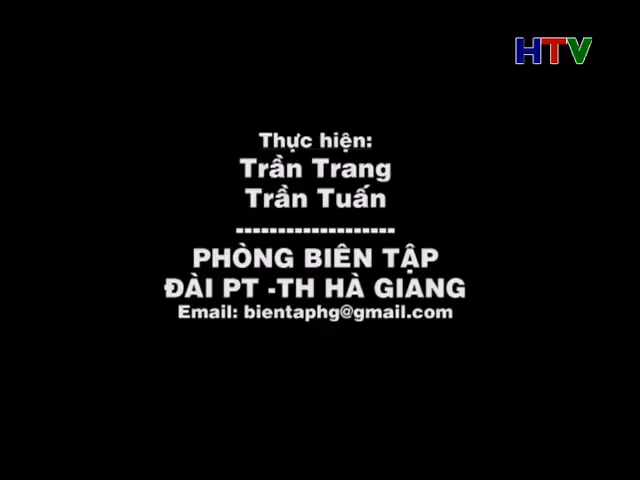 HTV
Thực hiện:
Trần Trang
Trần Tuấn
-------------------
PHÒNG BIÊN TẬP
ĐÀI PT -TH HÀ GIANG
Email: bientaphg@gmail.com